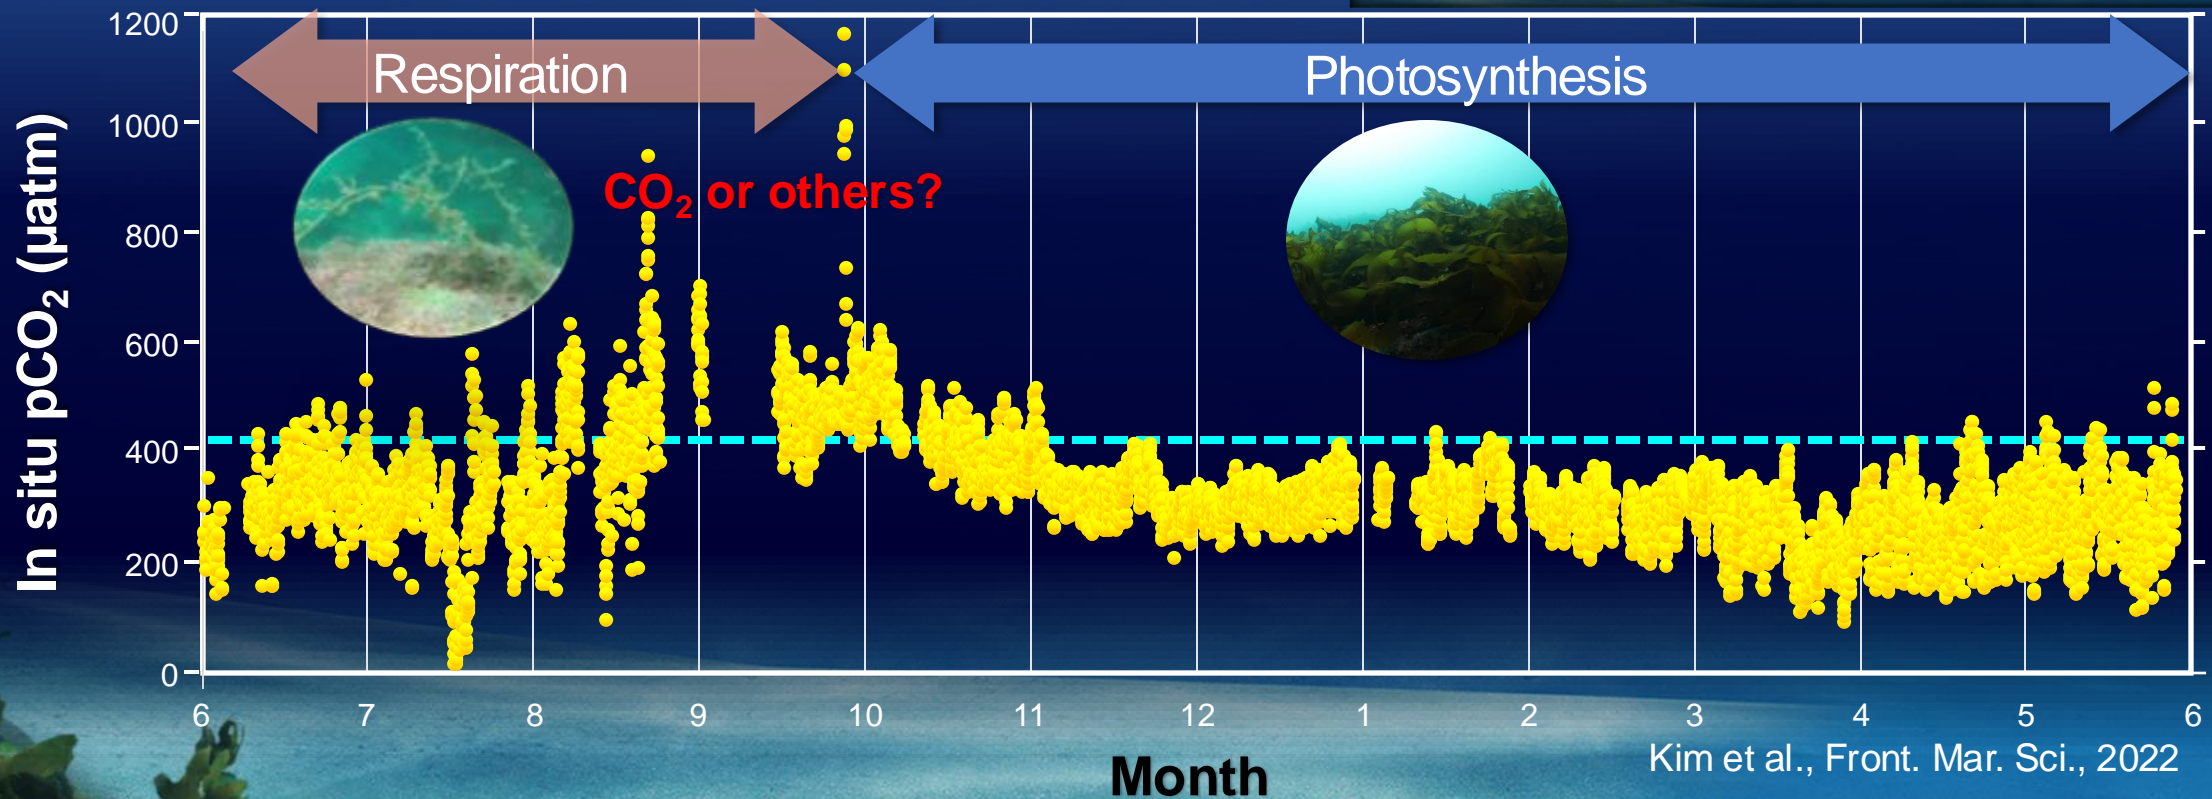 1200
1000
800
600
400
200
0
In situ pCO₂ (μatm)
Respiration
Photosynthesis
CO₂ or others?
6 7 8 9 10 11 12 1 2 3 4 5 6
Month
Kim et al., Front. Mar. Sci., 2022